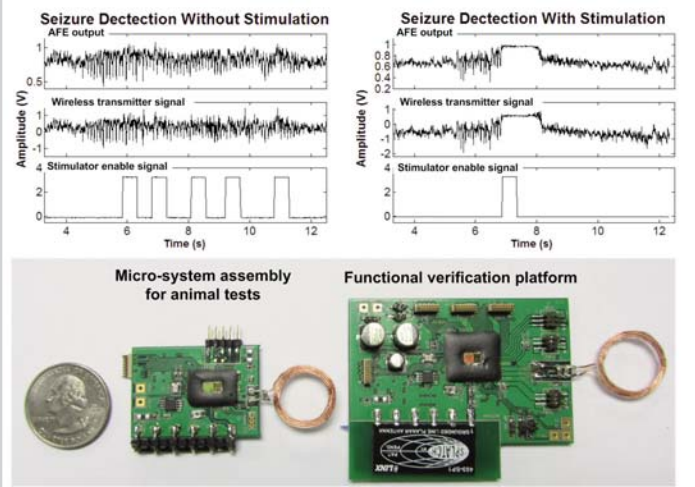 Seizure Dectection Without Stimulation
AFE output
1
0.5
Wireless transmitter signal
1
0
-1
Stimulator enable signal
4
2
0
4
6
8
10
12
Time (s)
Amplitude (V)
Seizure Dectection With Stimulation
AFE output
1
0.8
0.6
0.4
0.2
Wireless transmitter signal
1
0
-1
-2
Stimulator enable signal
4
2
0
4
6
8
10
12
Time (s)
Amplitude (V)
Micro-system assembly
for animal tests
Functional verification platform
SPLATCH
LINX